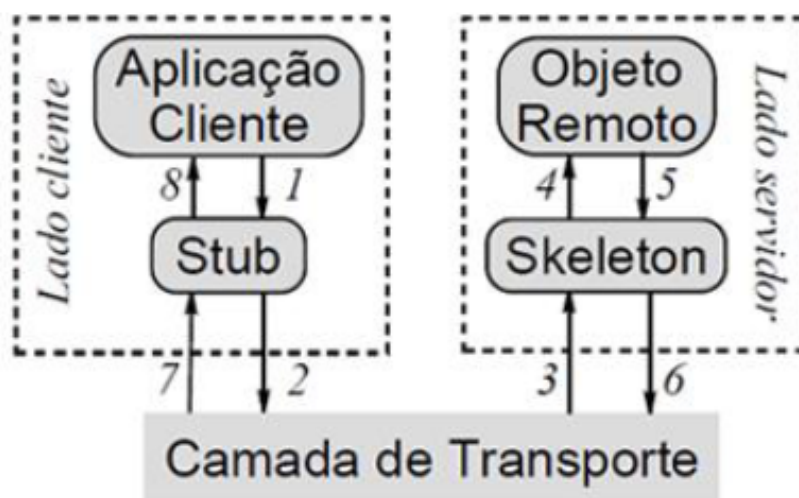 Lado cliente
Aplicação
Cliente
8
1
Stub
7
2
Lado servidor
Objeto
Remoto
4
5
Skeleton
3
6
Camada de Transporte